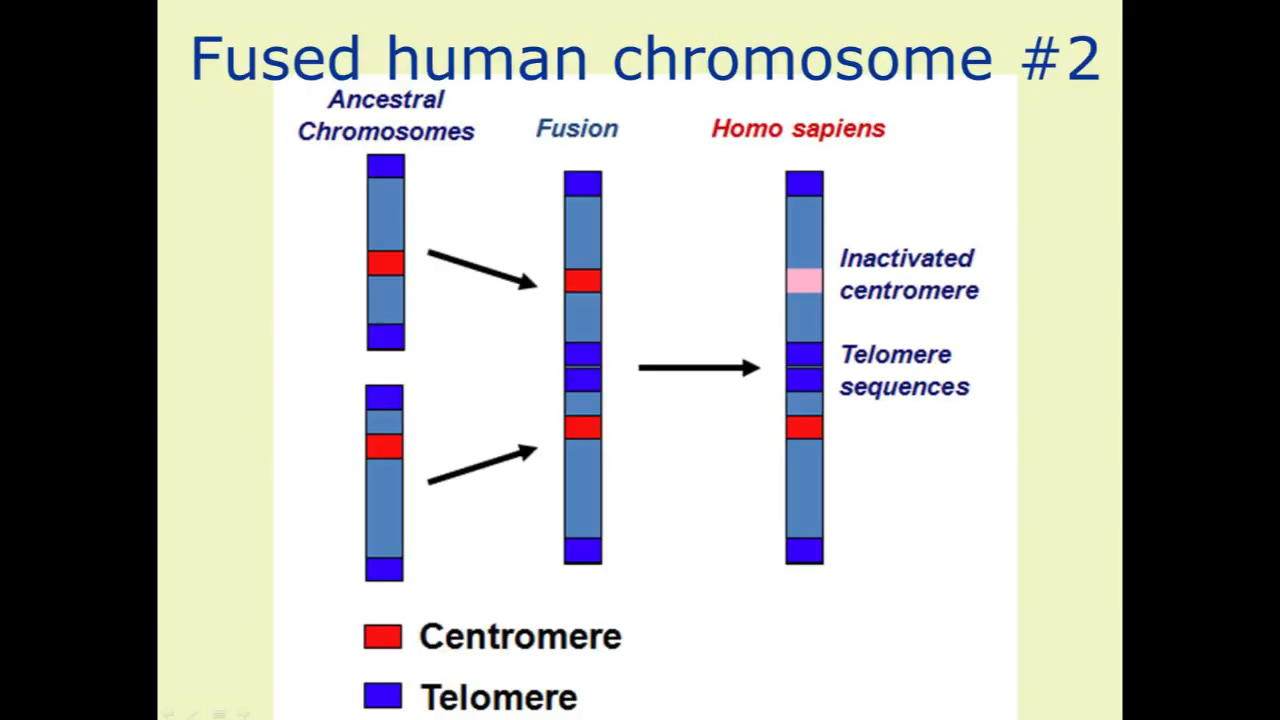 Fused human chromosome #2
Ancestral
Chromosomes
Fusion
Homo sapiens
Inactivated
centromere
Telomere
sequences
Centromere
Telomere